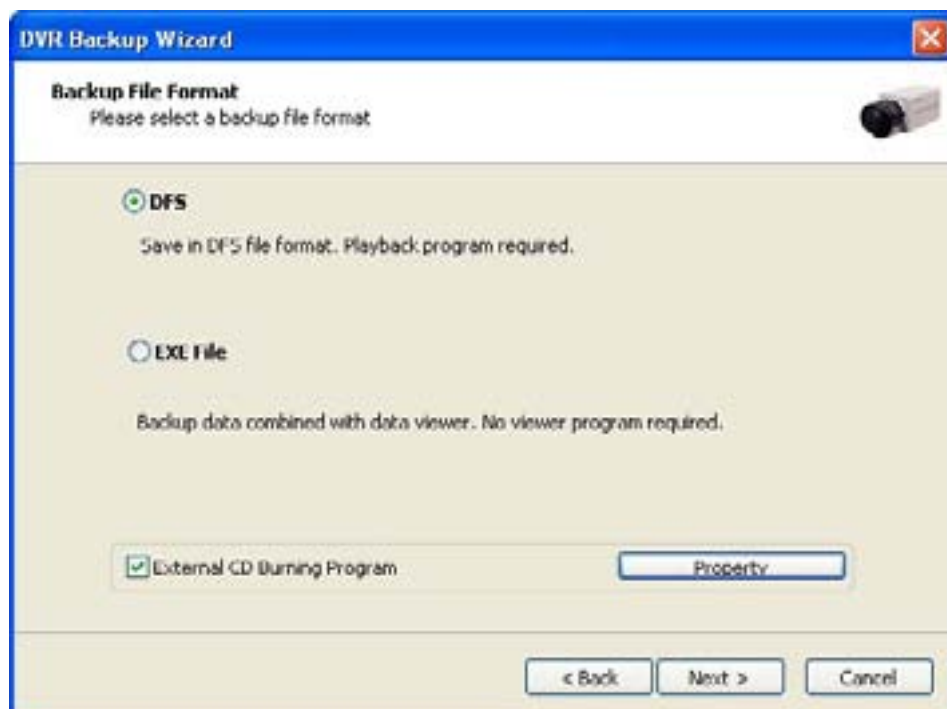 DVR Backup Wizard
Backup File Format
Please select a backup file format
DFS
Save in DFS file format. Playback program required.
EXE File
Backup data combined with data viewer. No viewer program required.
External CD Burning Program
Property
< Back
Next >
Cancel